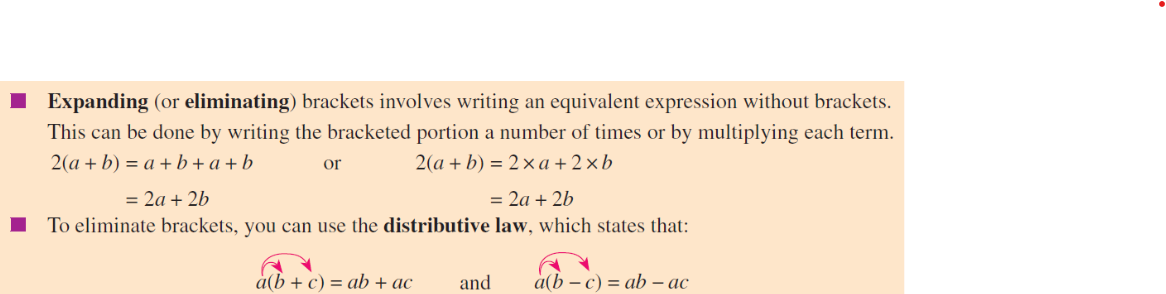 Expanding (or eliminating) brackets involves writing an equivalent expression without brackets.
This can be done by writing the bracketed portion a number of times or by multiplying each term.
2(a + b) = a + b + a + b or 2(a + b) = 2 × a + 2 × b
= 2a + 2b = 2a + 2b
To eliminate brackets, you can use the distributive law, which states that:
a(b + c) = ab + ac and a(b − c) = ab − ac